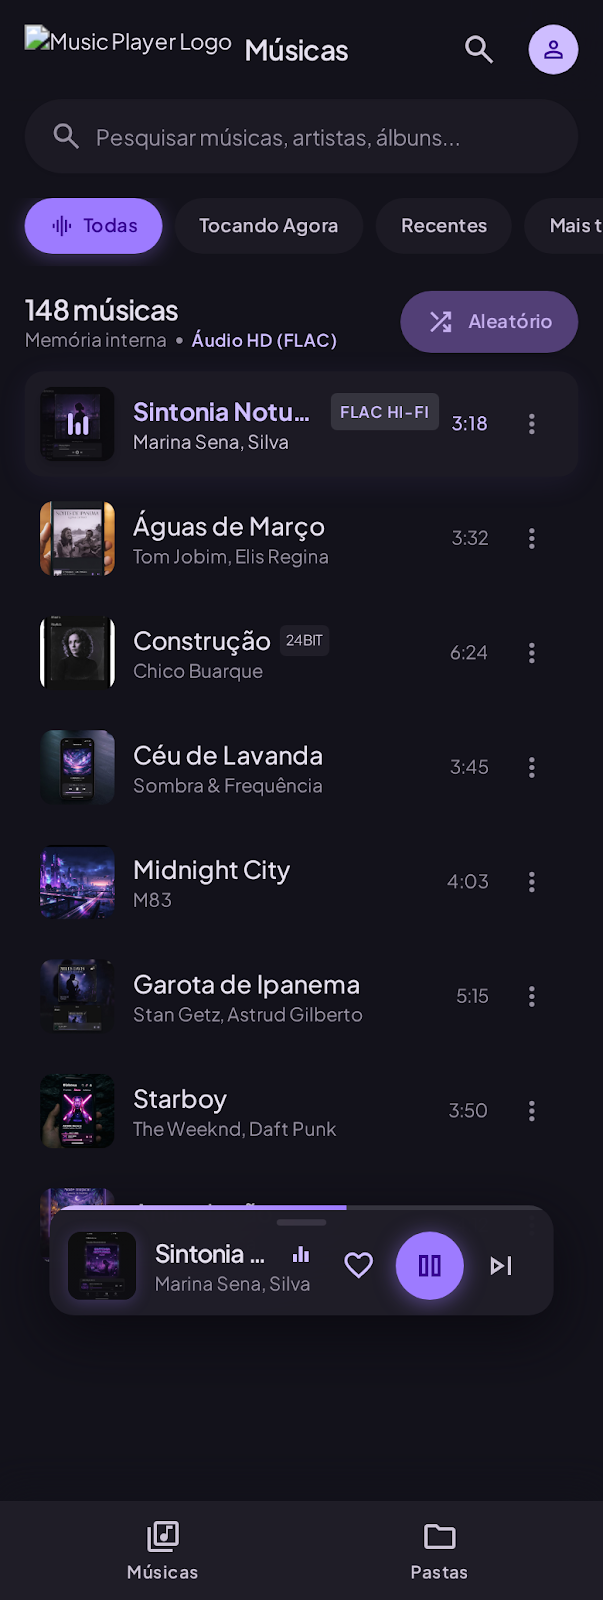 Music Player Logo
Músicas
Pesquisar músicas, artistas, álbuns...
Todas
Tocando Agora
Recentes
Mais t
148 músicas
Aleatório
Memória interna • Áudio HD (FLAC)
Sintonia Notu...
FLAC HI-FI
3:18
Marina Sena, Silva
Águas de Março
3:32
Tom Jobim, Elis Regina
Construção
24BIT
6:24
Chico Buarque
Céu de Lavanda
3:45
Sombra & Frequência
Midnight City
4:03
M83
Garota de Ipanema
5:15
Stan Getz, Astrud Gilberto
Starboy
3:50
The Weeknd, Daft Punk
Sintonia ...
Marina Sena, Silva
Músicas
Pastas